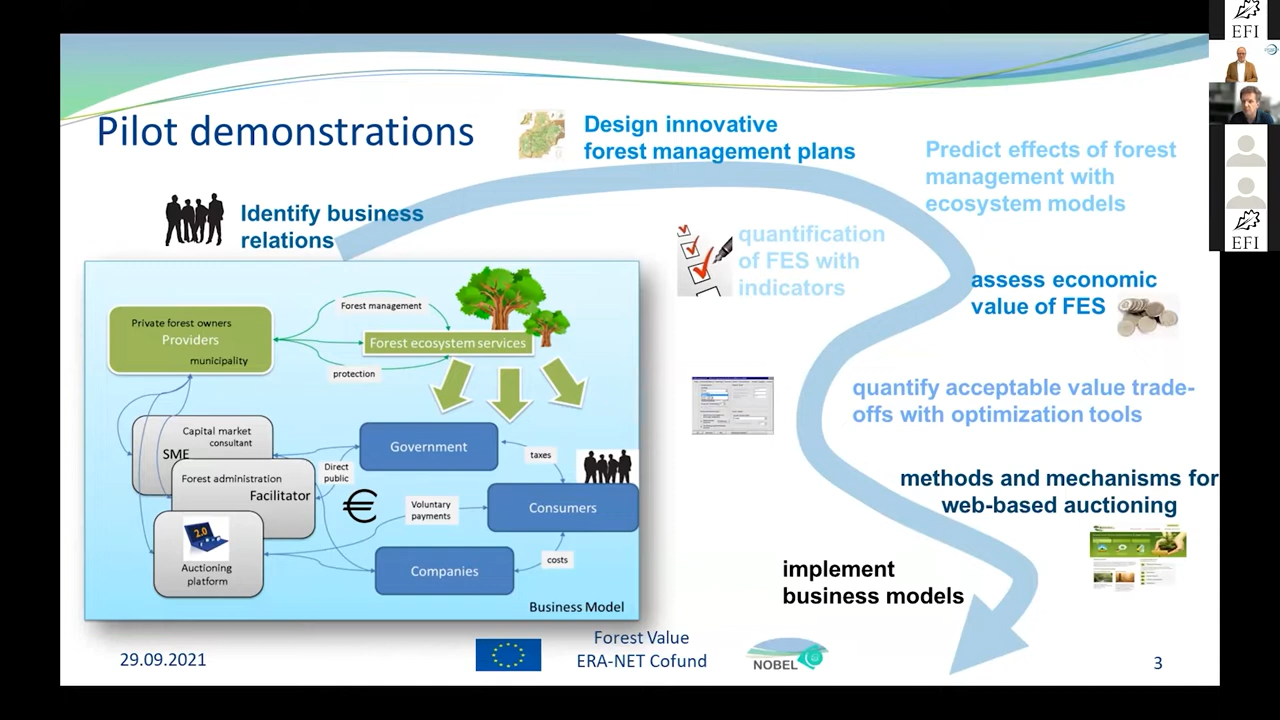 Pilot demonstrations
Design innovative
forest management plans
Predict effects of forest
management with
ecosystem models
Identify business
relations
quantification
of FES with
indicators
assess economic
value of FES
quantify acceptable value trade-
offs with optimization tools
methods and mechanisms for
web-based auctioning
implement
business models
Private forest owners
Providers
municipality
Forest management
Forest ecosystem services
protection
Capital market
consultant
SME
Forest administration
Facilitator
2.0
Auctioning
platform
Direct
public
€
Government
taxes
Voluntary
payments
Consumers
Companies
costs
Business Model
29.09.2021
Forest Value
ERA-NET Cofund
NOBEL
3
EFI
EFI